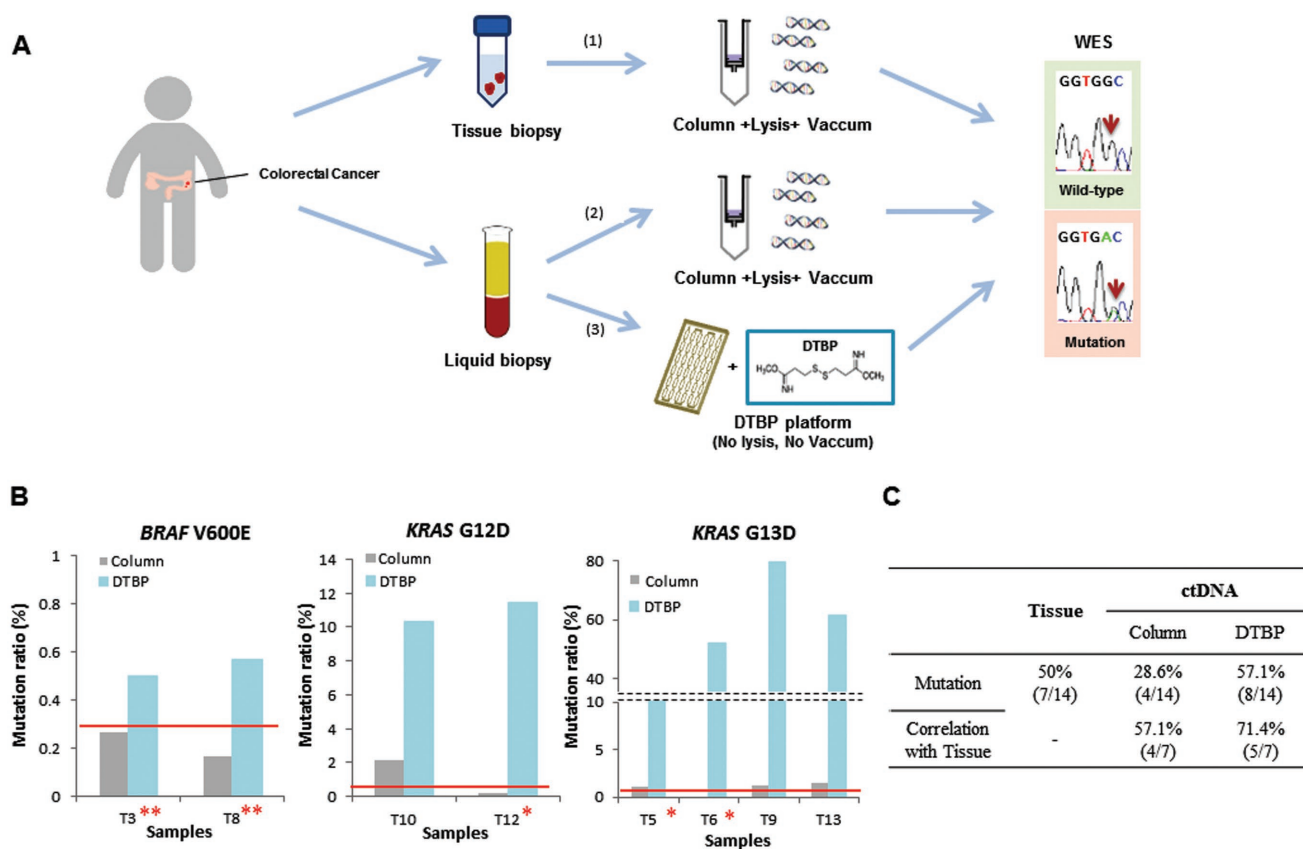 A
(1)
WES
GGTGGC
Tissue biopsy
Column +Lysis+ Vaccum
Colorectal Cancer
Wild-type
(2)
GGTGAC
Column +Lysis+ Vaccum
(3)
DTBP
NH
H₃CO
S
S
OCH₃
NH
+
Liquid biopsy
Mutation
DTBP platform
(No lysis, No Vaccum)
B
BRAF V600E
Column
DTBP
Mutation ratio (%)
1
0.8
0.6
0.4
0.2
0
T3** T8**
Samples
KRAS G12D
Column
DTBP
Mutation ratio (%)
14
12
10
8
6
4
2
0
T10 T12*
Samples
KRAS G13D
Column
DTBP
Mutation ratio (%)
80
60
40
10
5
0
T5 * T6 * T9 T13
Samples
C
Tissue ctDNA
Column DTBP
Mutation 50% 28.6% 57.1%
(7/14) (4/14) (8/14)
Correlation 57.1% 71.4%
with Tissue - (4/7) (5/7)